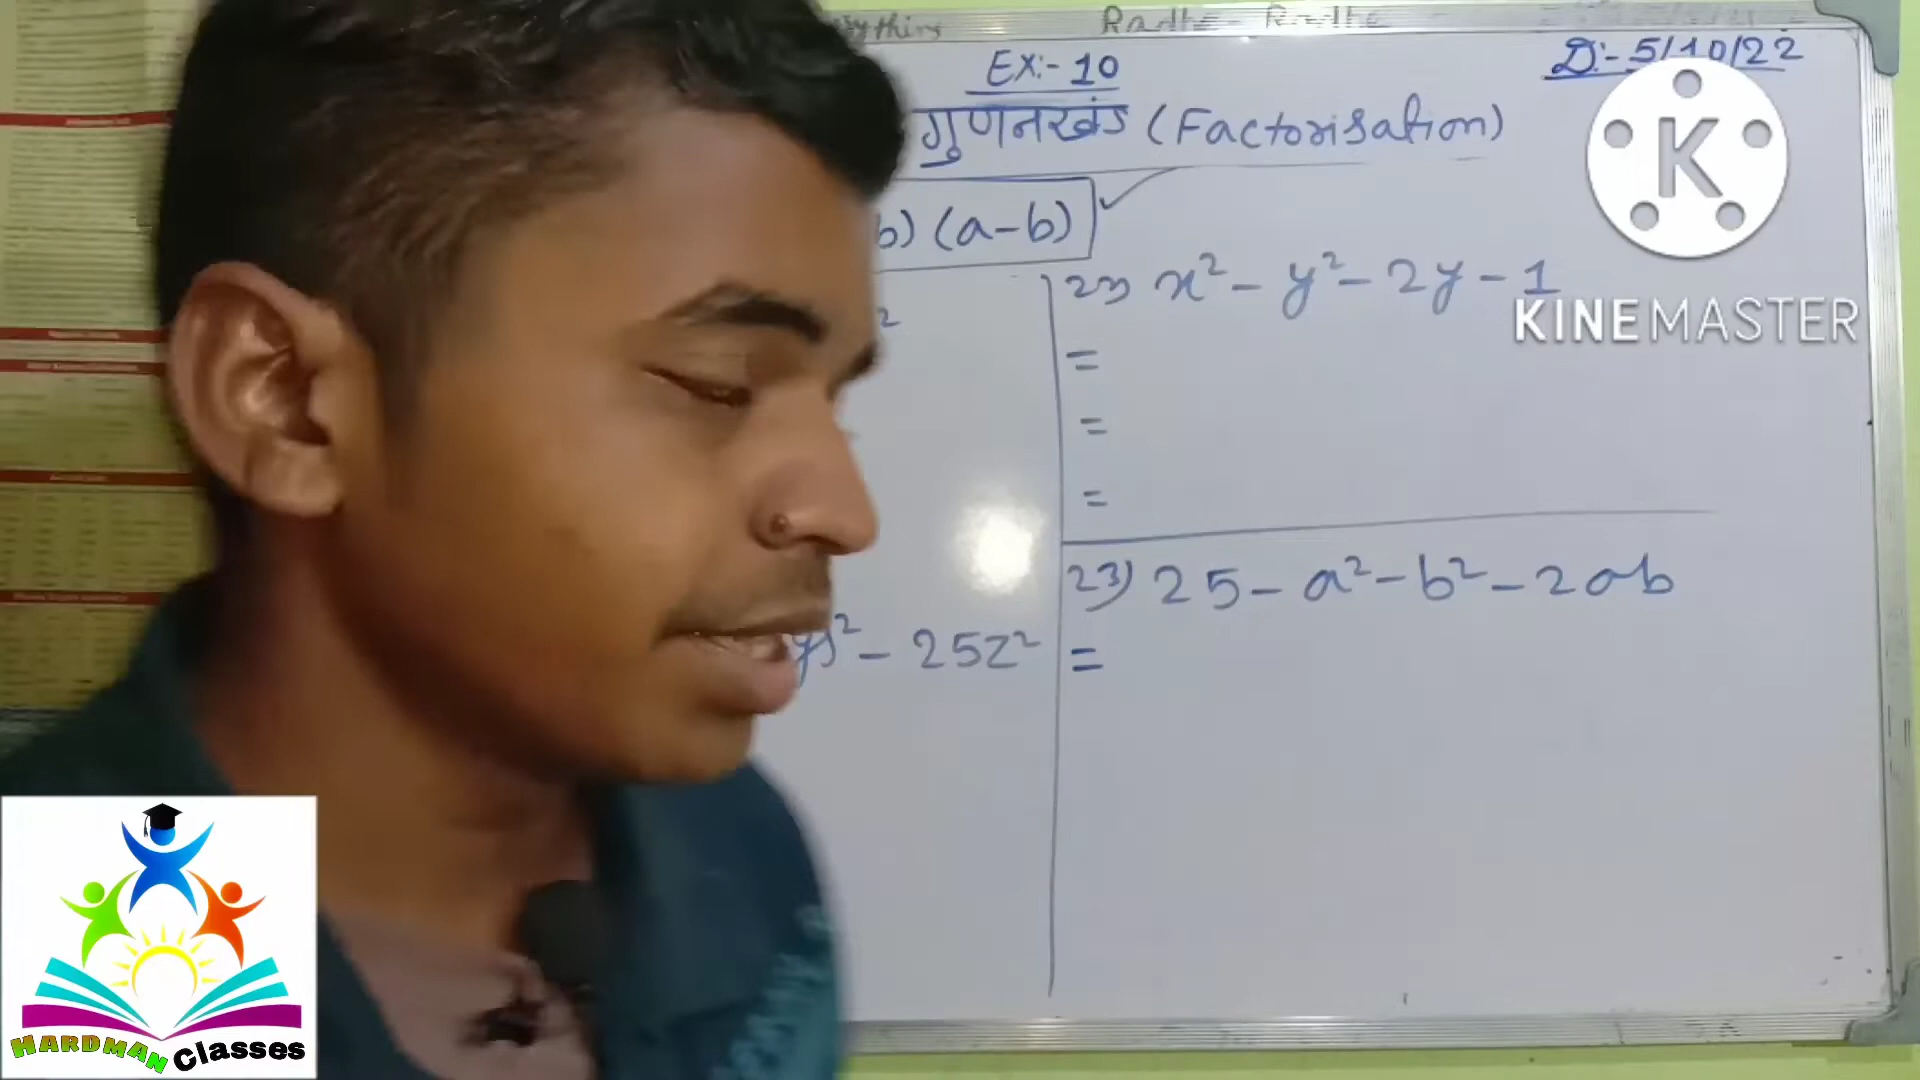 Radhe - Radhe
Ex:- 10
D:- 5/10/22
गुणनखंड (Factorisation)
b) (a-b)
22) x² - y² - 2y - 1
=
=
=
23) 25 - a² - b² - 2ab
=
y)² - 25z²
KINEMASTER
HARDMAN Classes